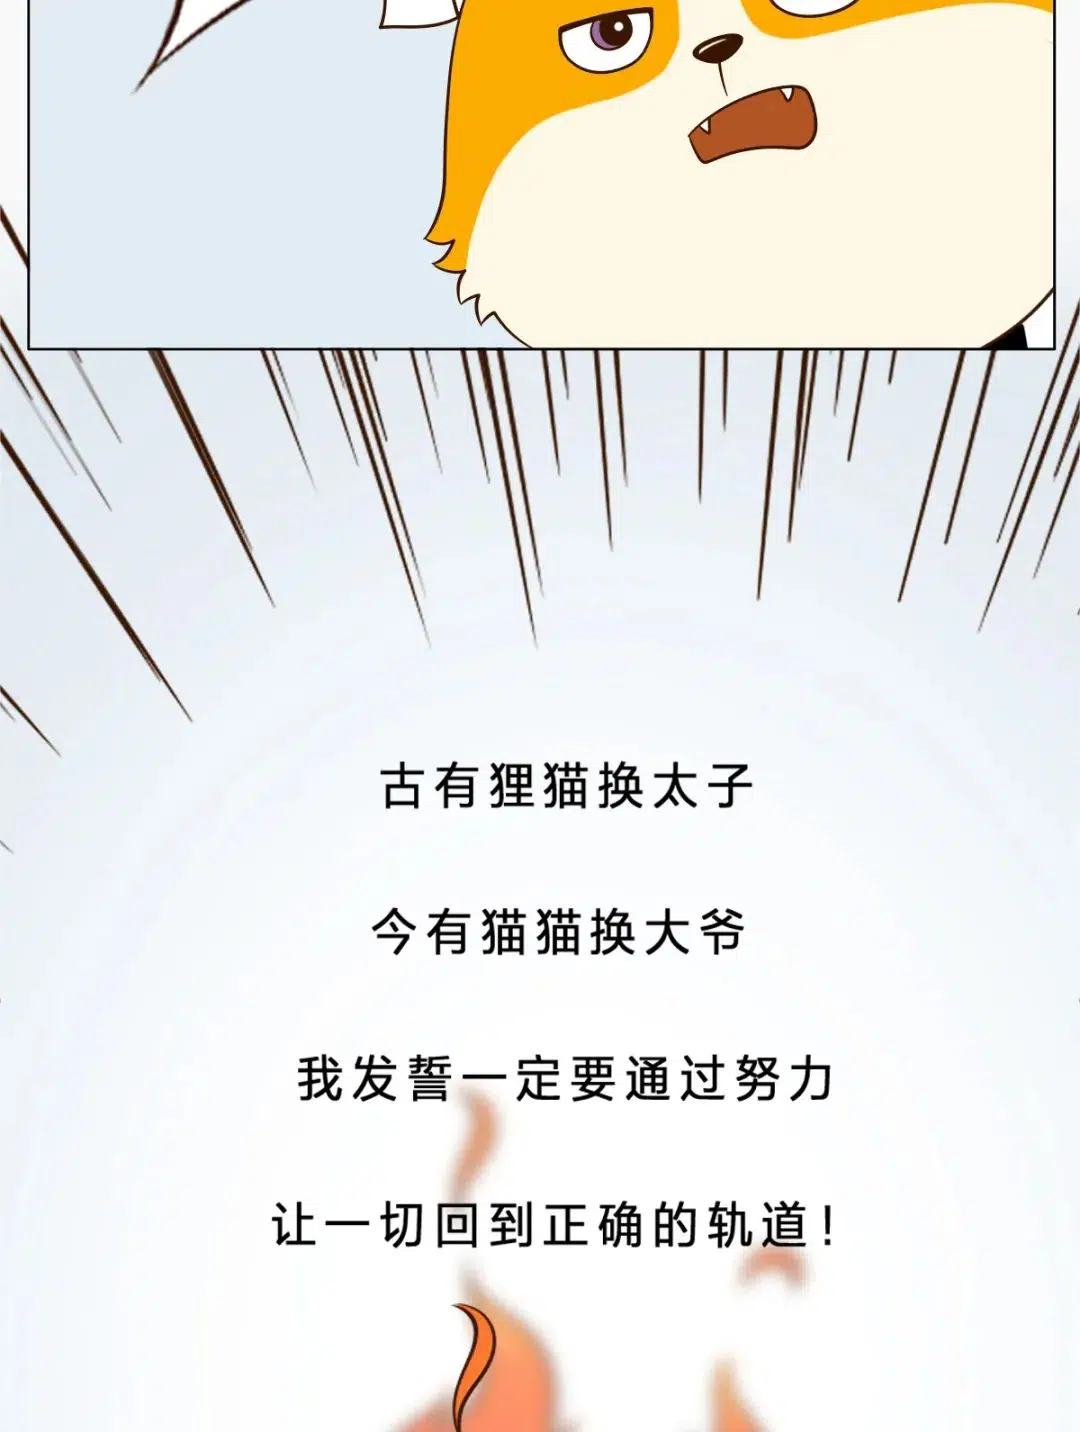 古有狸猫换太子
今有猫猫换大爷
我发誓一定要通过努力
让一切回到正确的轨道！